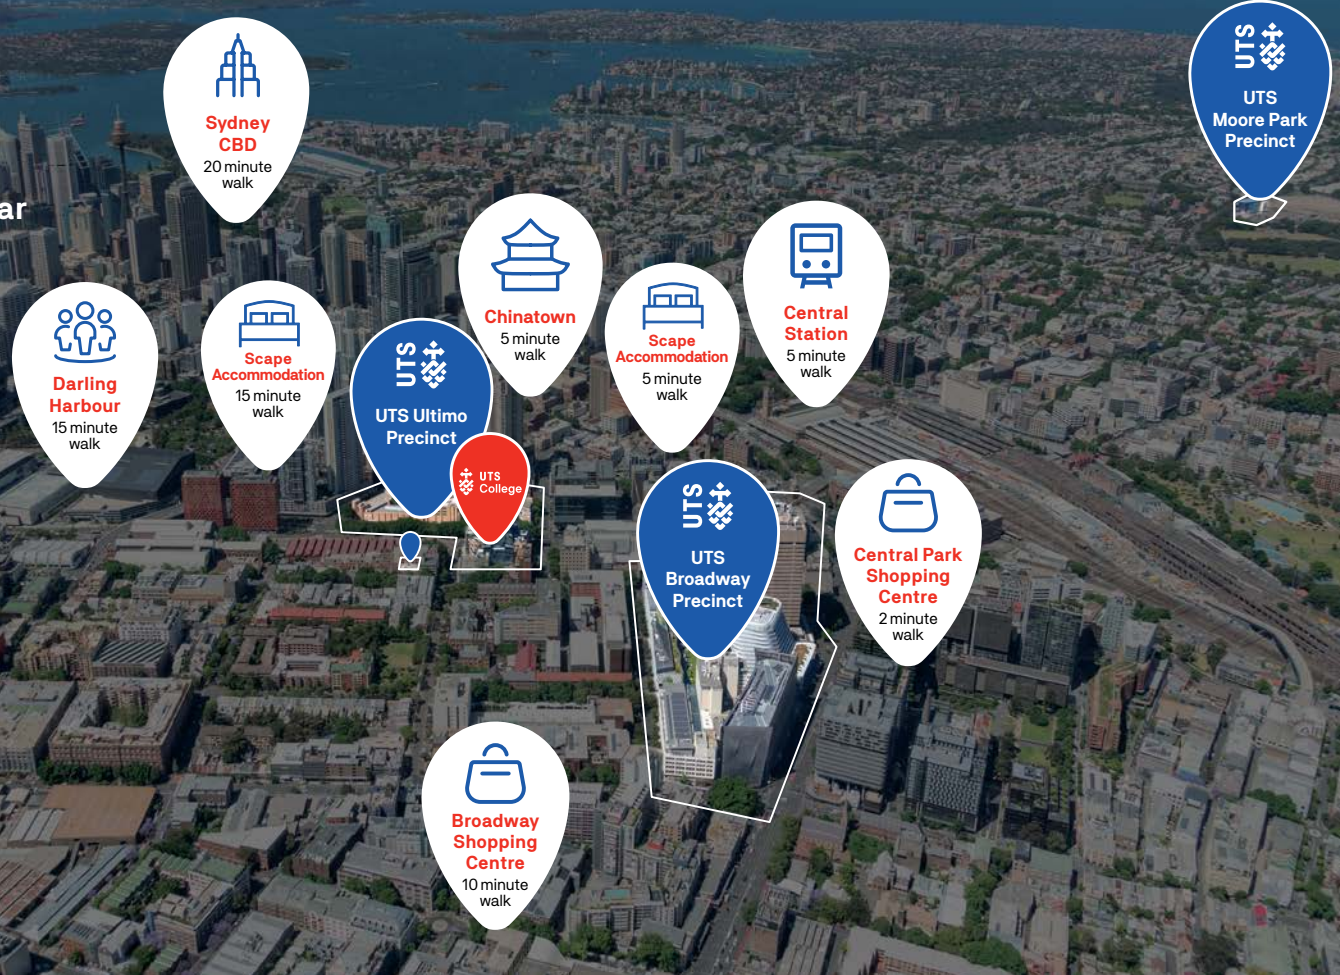 UTS
UTS
Moore Park
Precinct
Sydney
CBD
20 minute
walk
ar
Chinatown
5 minute
walk
Central
Station
5 minute
walk
Scape
Accommodation
5 minute
walk
Darling
Harbour
15 minute
walk
Scape
Accommodation
15 minute
walk
UTS
UTS Ultimo
Precinct
UTS
College
UTS
UTS
Broadway
Precinct
Central Park
Shopping
Centre
2 minute
walk
Broadway
Shopping
Centre
10 minute
walk